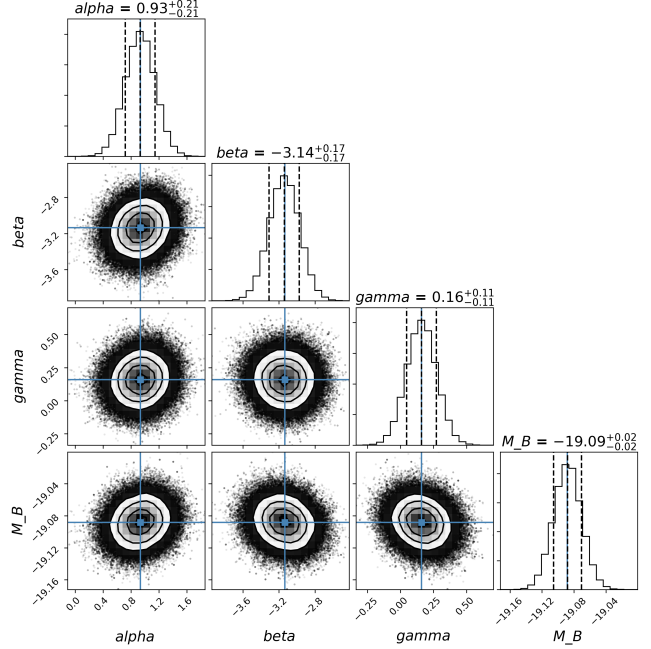 alpha = 0.93+0.21−0.21
beta = −3.14+0.17−0.17
−2.8
−3.2
−3.6
beta
gamma = 0.16+0.11−0.11
0.50
0.25
0.00
−0.25
gamma
M_B = −19.09+0.02−0.02
−19.04
−19.08
−19.12
−19.16
M_B
0.0 0.4 0.8 1.2 1.6
−3.6 −3.2 −2.8
−0.25 0.00 0.25 0.50
−19.16 −19.12 −19.08 −19.04
alpha beta gamma M_B